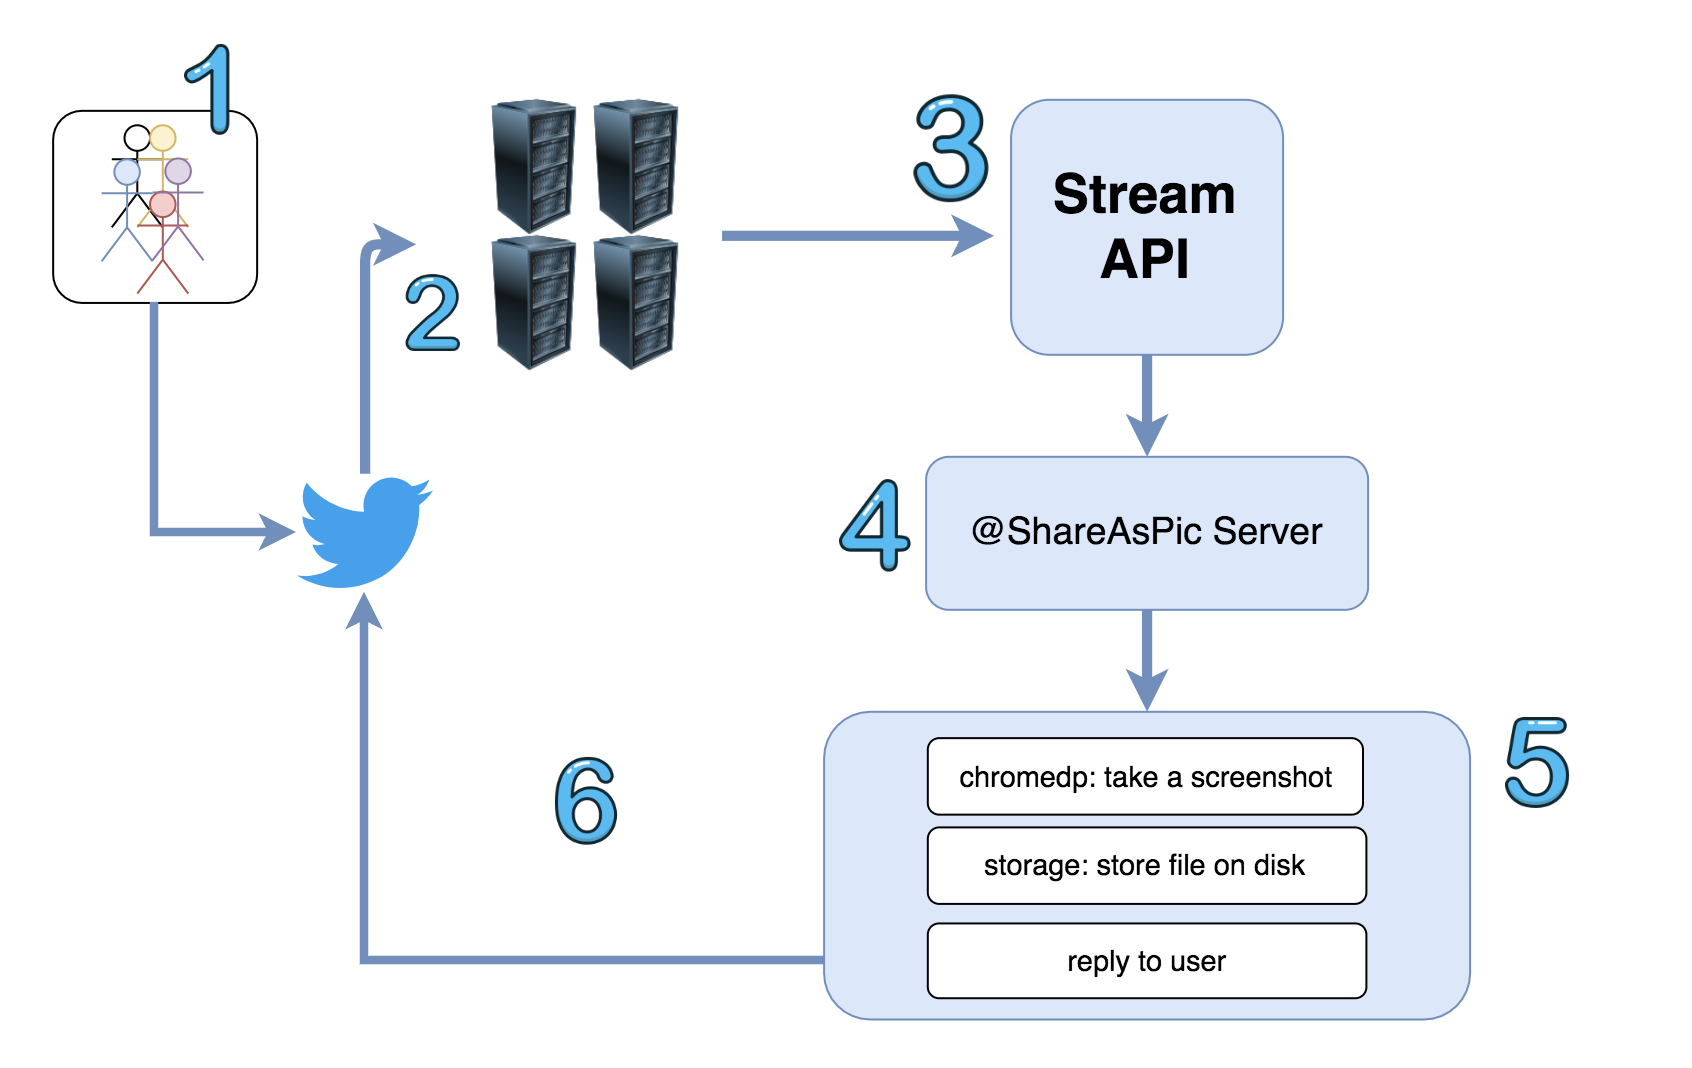 1
2
3
Stream
API
4
@ShareAsPic Server
5
chromedp: take a screenshot
storage: store file on disk
reply to user
6